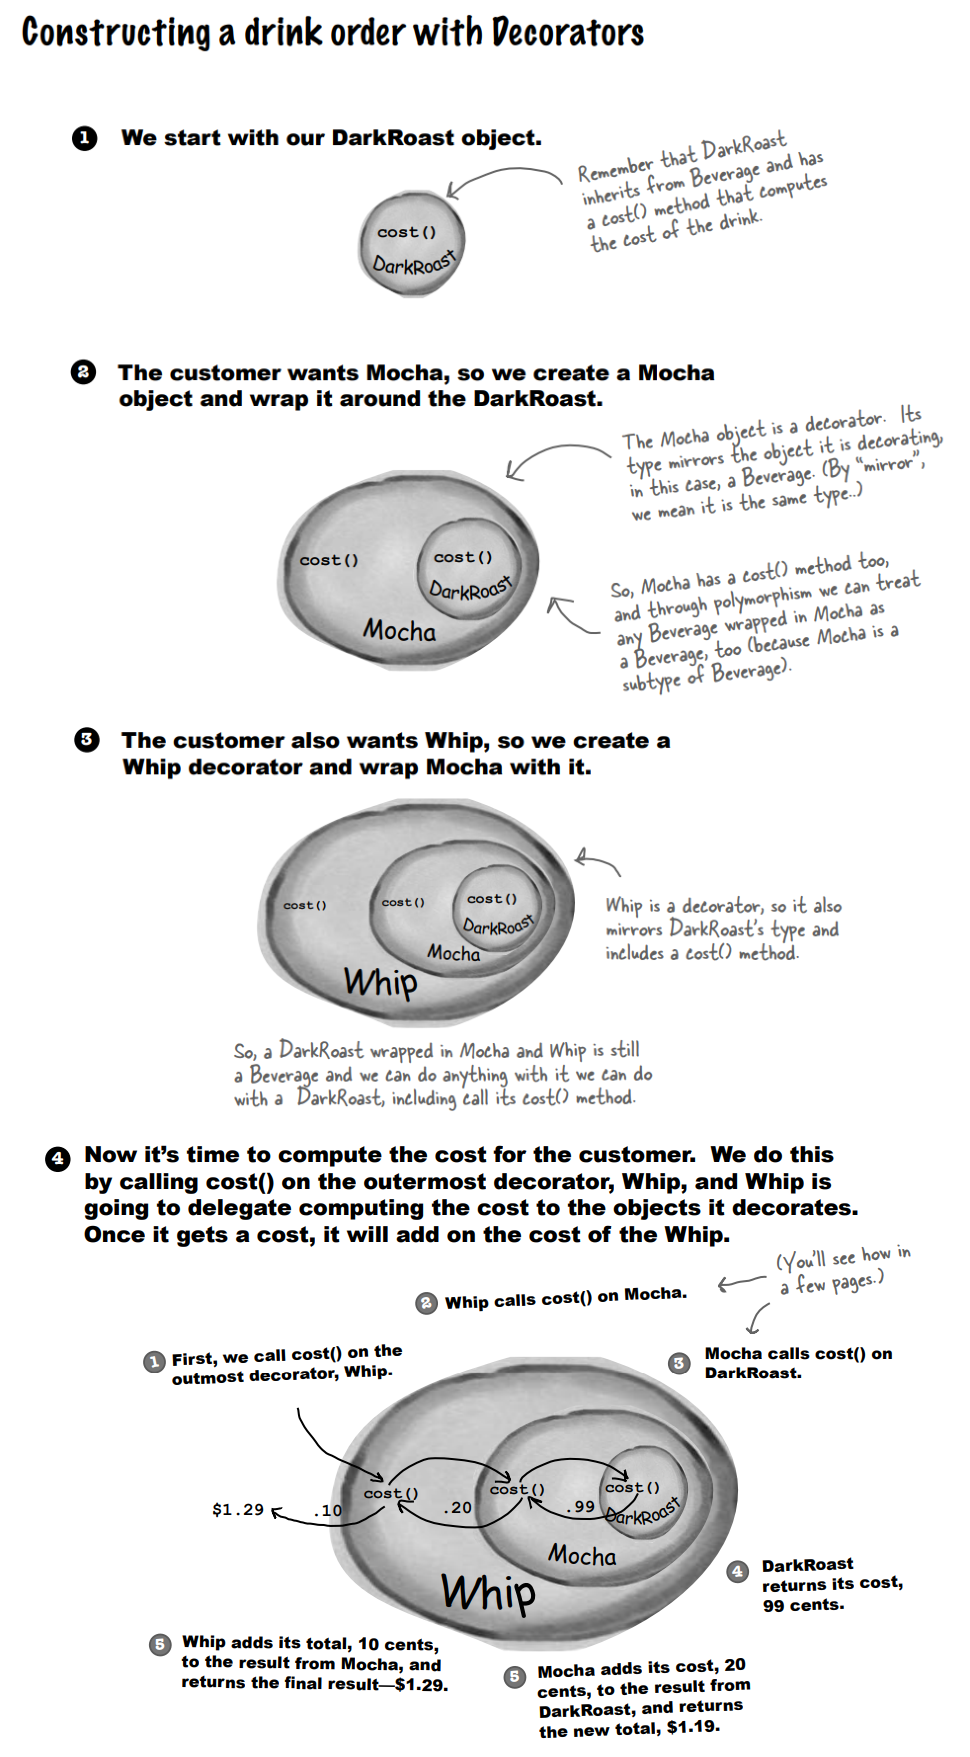 Constructing a drink order with Decorators
1 We start with our DarkRoast object.
Remember that DarkRoast
inherits from Beverage and has
a cost() method that computes
the cost of the drink.
cost()
DarkRoast
2 The customer wants Mocha, so we create a Mocha
object and wrap it around the DarkRoast.
The Mocha object is a decorator. Its
type mirrors the object it is decorating,
in this case, a Beverage. (By “mirror”,
we mean it is the same type..)
cost()
cost()
DarkRoast
Mocha
So, Mocha has a cost() method too,
and through polymorphism we can treat
any Beverage wrapped in Mocha as
a Beverage, too (because Mocha is a
subtype of Beverage).
3 The customer also wants Whip, so we create a
Whip decorator and wrap Mocha with it.
cost()
cost()
cost()
DarkRoast
Mocha
Whip
Whip is a decorator, so it also
mirrors DarkRoast's type and
includes a cost() method.
So, a DarkRoast wrapped in Mocha and Whip is still
a Beverage and we can do anything with it we can do
with a DarkRoast, including call its cost() method.
4 Now it’s time to compute the cost for the customer. We do this
by calling cost() on the outermost decorator, Whip, and Whip is
going to delegate computing the cost to the objects it decorates.
Once it gets a cost, it will add on the cost of the Whip.
(You'll see how in
a few pages.)
2 Whip calls cost() on Mocha.
1 First, we call cost() on the
outmost decorator, Whip.
3 Mocha calls cost() on
DarkRoast.
cost()
cost()
cost()
$1.29
.10
.20
.99
DarkRoast
Mocha
Whip
4 DarkRoast
returns its cost,
99 cents.
5 Whip adds its total, 10 cents,
to the result from Mocha, and
returns the final result—$1.29.
5 Mocha adds its cost, 20
cents, to the result from
DarkRoast, and returns
the new total, $1.19.